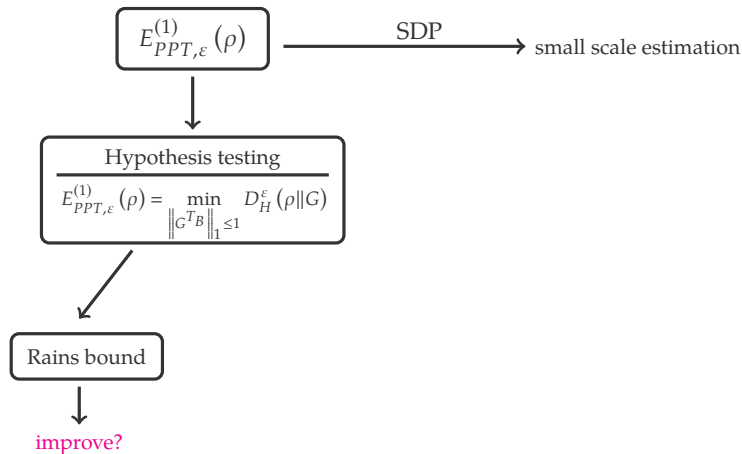 E^{(1)}_{PPT,ε}(ρ)
SDP
small scale estimation
Hypothesis testing
E^{(1)}_{PPT,ε}(ρ) = min_{‖G^{T_B}‖_1 ≤ 1} D^ε_H(ρ‖G)
Rains bound
improve?